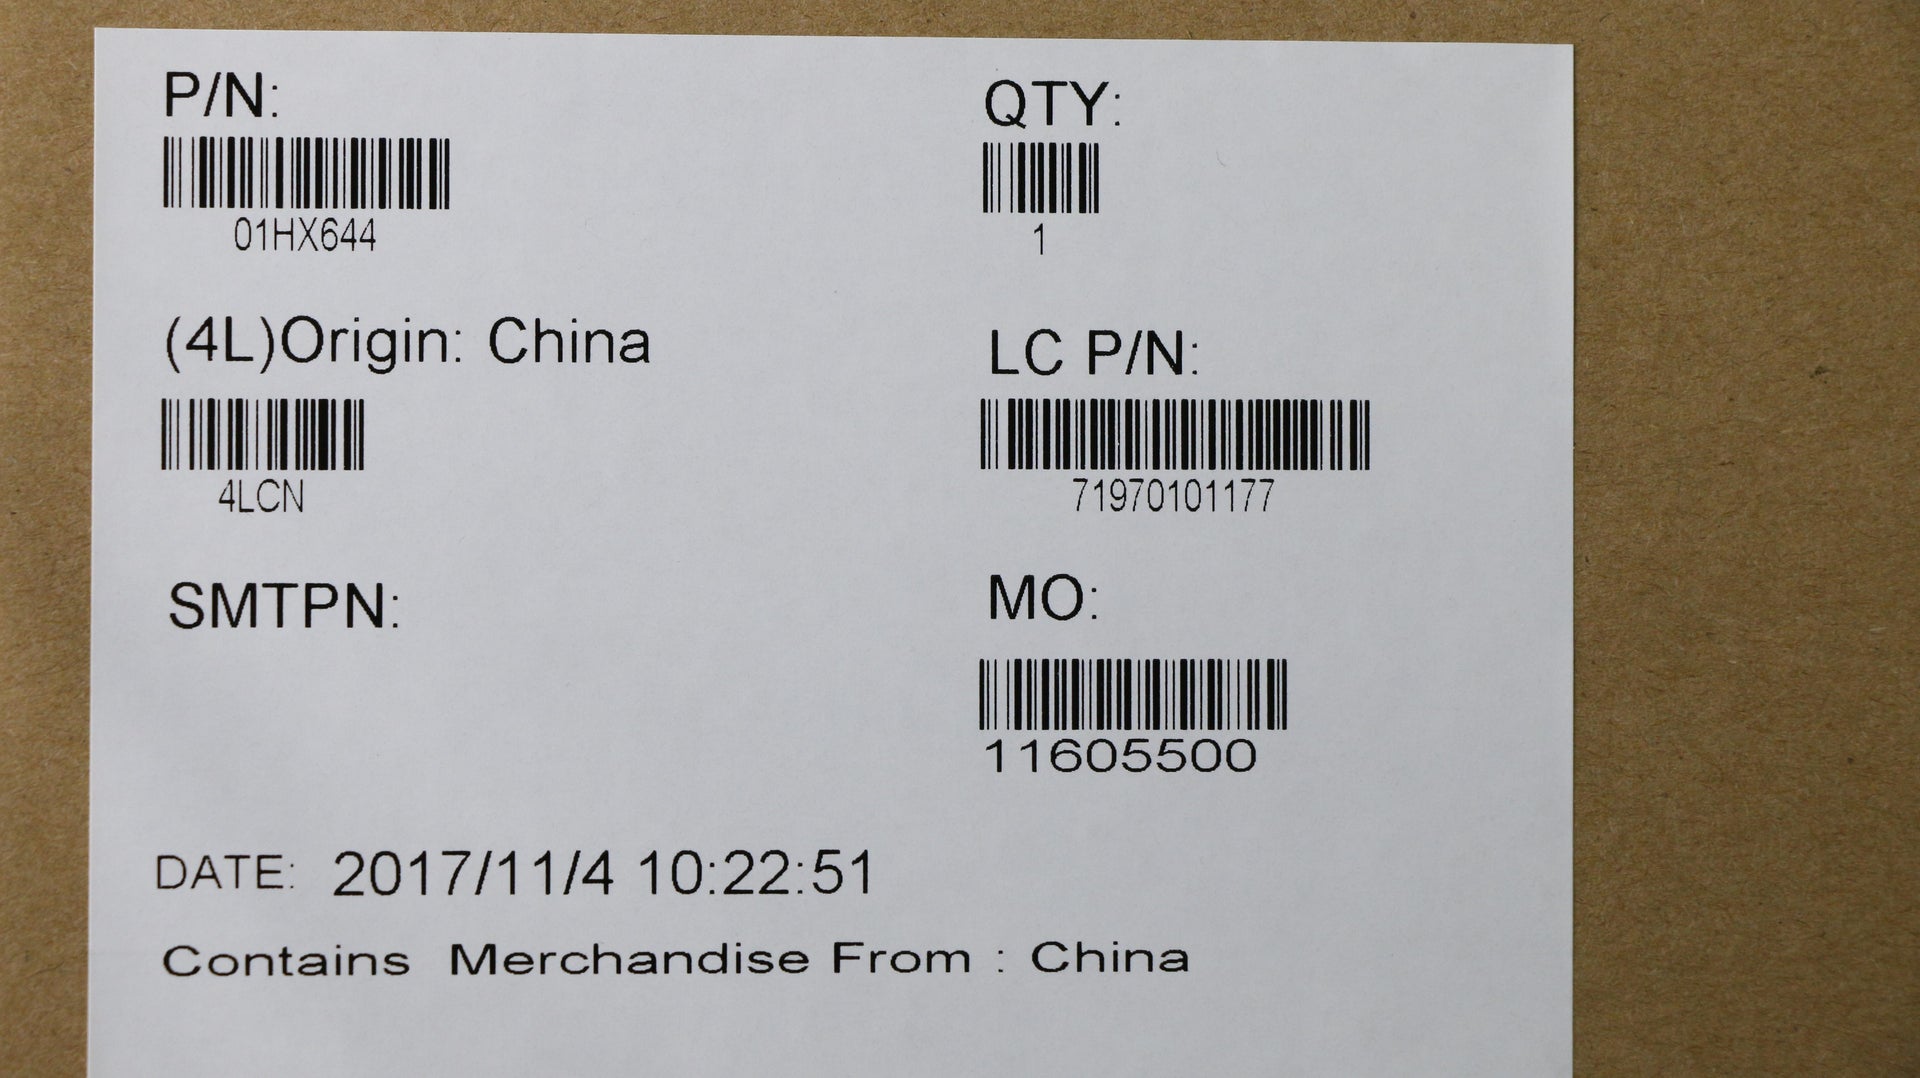 P/N:
QTY:
01HX644
1
(4L)Origin: China
LC P/N:
4LCN
71970101177
SMTPN:
MO:
11605500
DATE: 2017/11/4 10:22:51
Contains Merchandise From : China